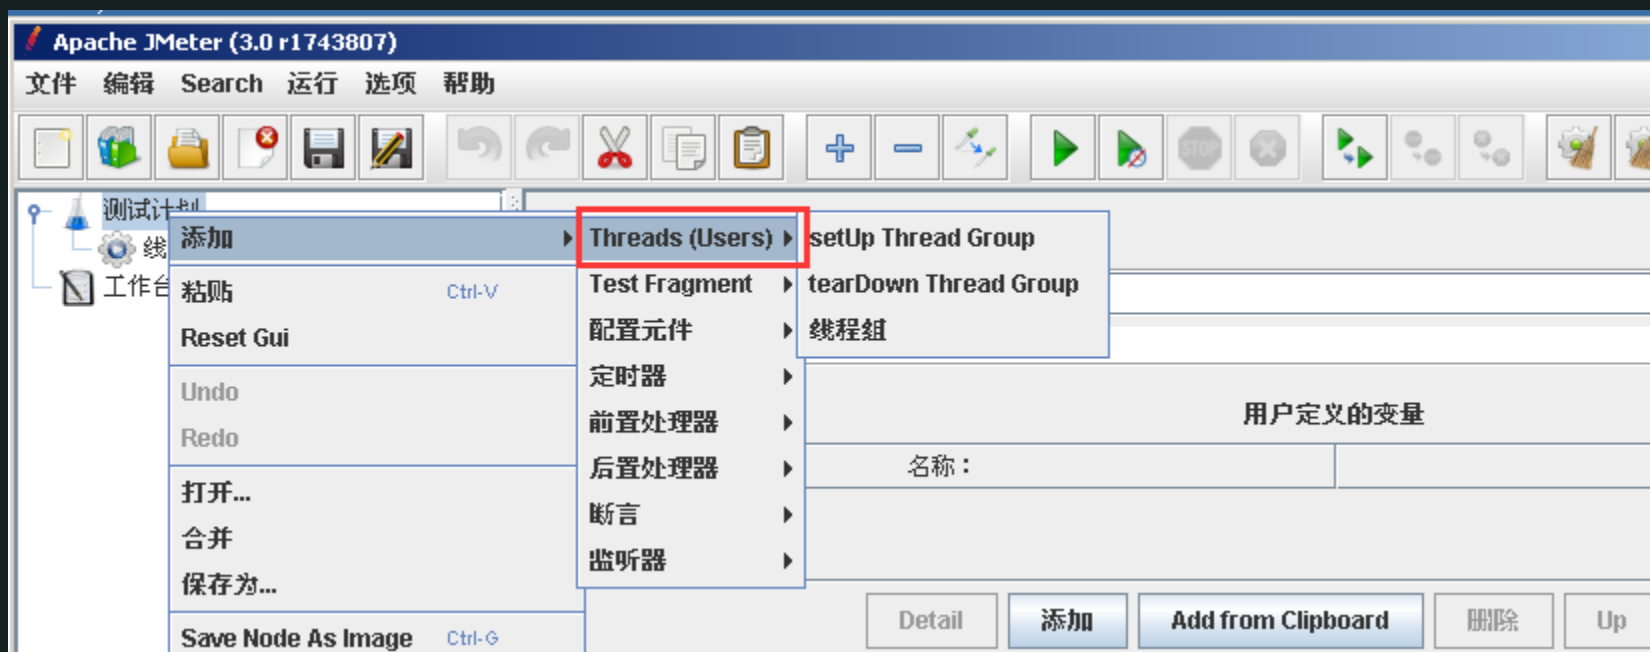 Apache JMeter (3.0 r1743807)
文件 编辑 Search 运行 选项 帮助
STOP
测试计划
线
工作台
添加
粘贴 Ctrl-V
Reset Gui
Undo
Redo
打开...
合并
保存为...
Save Node As Image Ctrl-G
Threads (Users)
Test Fragment
配置元件
定时器
前置处理器
后置处理器
断言
监听器
setUp Thread Group
tearDown Thread Group
线程组
用户定义的变量
名称：
Detail 添加 Add from Clipboard 删除 Up